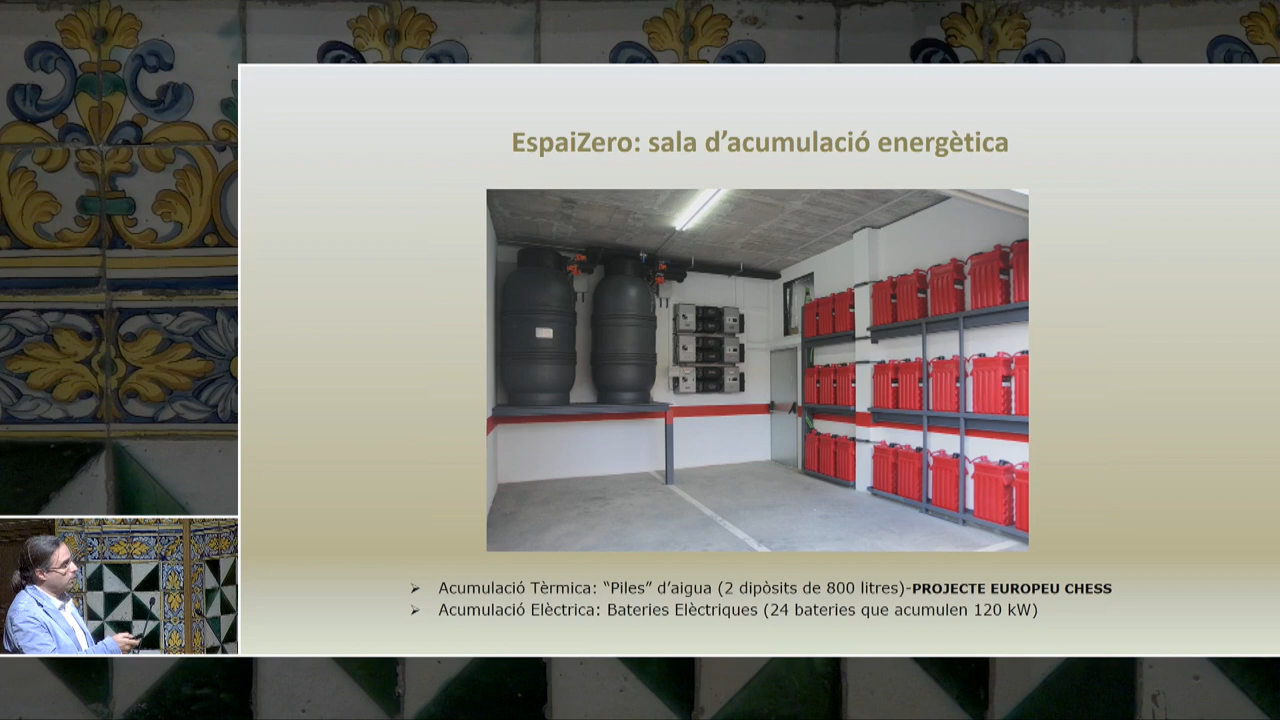 EspaiZero: sala d’acumulació energètica
Acumulació Tèrmica: “Piles” d’aigua (2 dipòsits de 800 litres)-PROJECTE EUROPEU CHESS
Acumulació Elèctrica: Bateries Elèctriques (24 bateries que acumulen 120 kW)